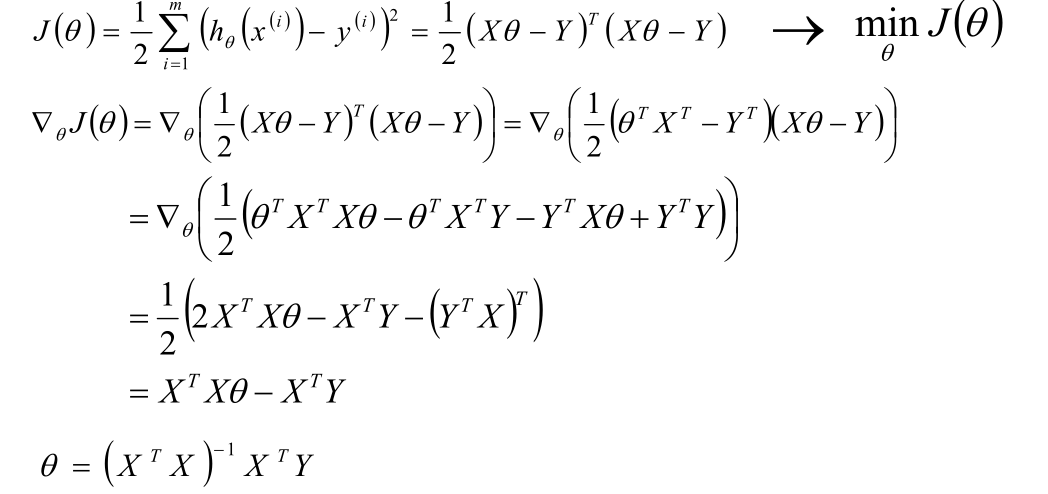 J(θ) = 1/2 ∑_{i=1}^{m} (h_θ(x^{(i)}) − y^{(i)})² = 1/2 (Xθ − Y)^T (Xθ − Y) → min_θ J(θ)
∇_θ J(θ) = ∇_θ (1/2 (Xθ − Y)^T (Xθ − Y)) = ∇_θ (1/2 (θ^T X^T − Y^T)(Xθ − Y))
= ∇_θ (1/2 (θ^T X^T Xθ − θ^T X^T Y − Y^T Xθ + Y^T Y))
= 1/2 (2X^T Xθ − X^T Y − (Y^T X)^T)
= X^T Xθ − X^T Y
θ = (X^T X)^{−1} X^T Y